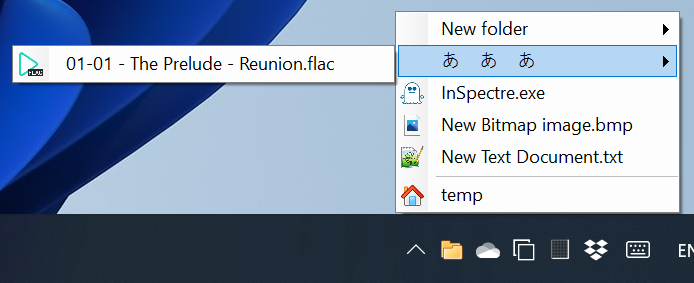 New folder
あ　あ　あ
01-01 - The Prelude - Reunion.flac
FLAC
InSpectre.exe
New Bitmap image.bmp
New Text Document.txt
temp
EN